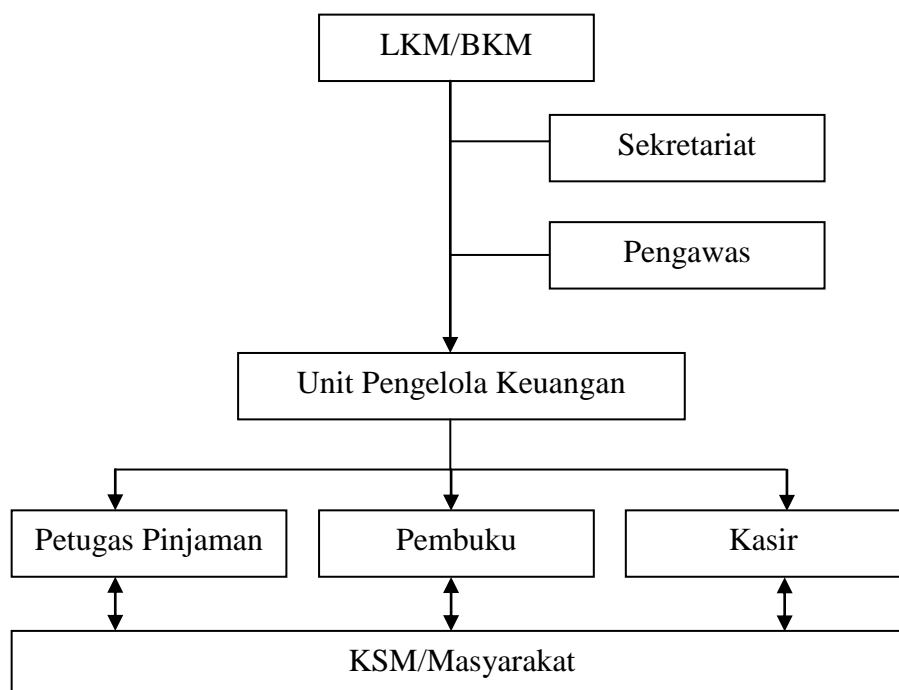 LKM/BKM
Sekretariat
Pengawas
Unit Pengelola Keuangan
Petugas Pinjaman
Pembuku
Kasir
KSM/Masyarakat